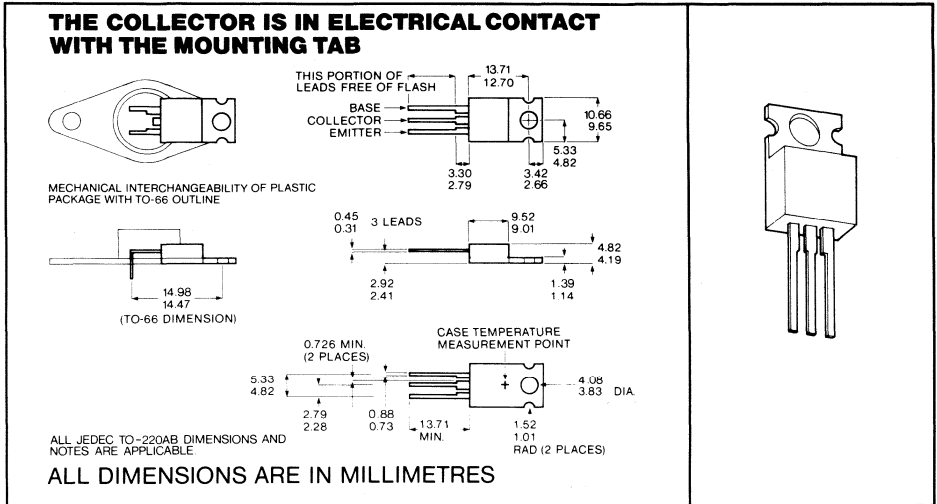 THE COLLECTOR IS IN ELECTRICAL CONTACT
WITH THE MOUNTING TAB
THIS PORTION OF
LEADS FREE OF FLASH
13.71
12.70
BASE
COLLECTOR
EMITTER
10.66
9.65
5.33
4.82
3.30
2.79
3.42
2.66
MECHANICAL INTERCHANGEABILITY OF PLASTIC
PACKAGE WITH TO-66 OUTLINE
0.45
0.31
3 LEADS
9.52
9.01
4.82
4.19
2.92
2.41
1.39
1.14
14.98
14.47
(TO-66 DIMENSION)
CASE TEMPERATURE
MEASUREMENT POINT
0.726 MIN.
(2 PLACES)
5.33
4.82
4.08
3.83 DIA.
2.79
2.28
0.88
0.73
13.71
MIN.
1.52
1.01
RAD (2 PLACES)
ALL JEDEC TO-220AB DIMENSIONS AND
NOTES ARE APPLICABLE
ALL DIMENSIONS ARE IN MILLIMETRES